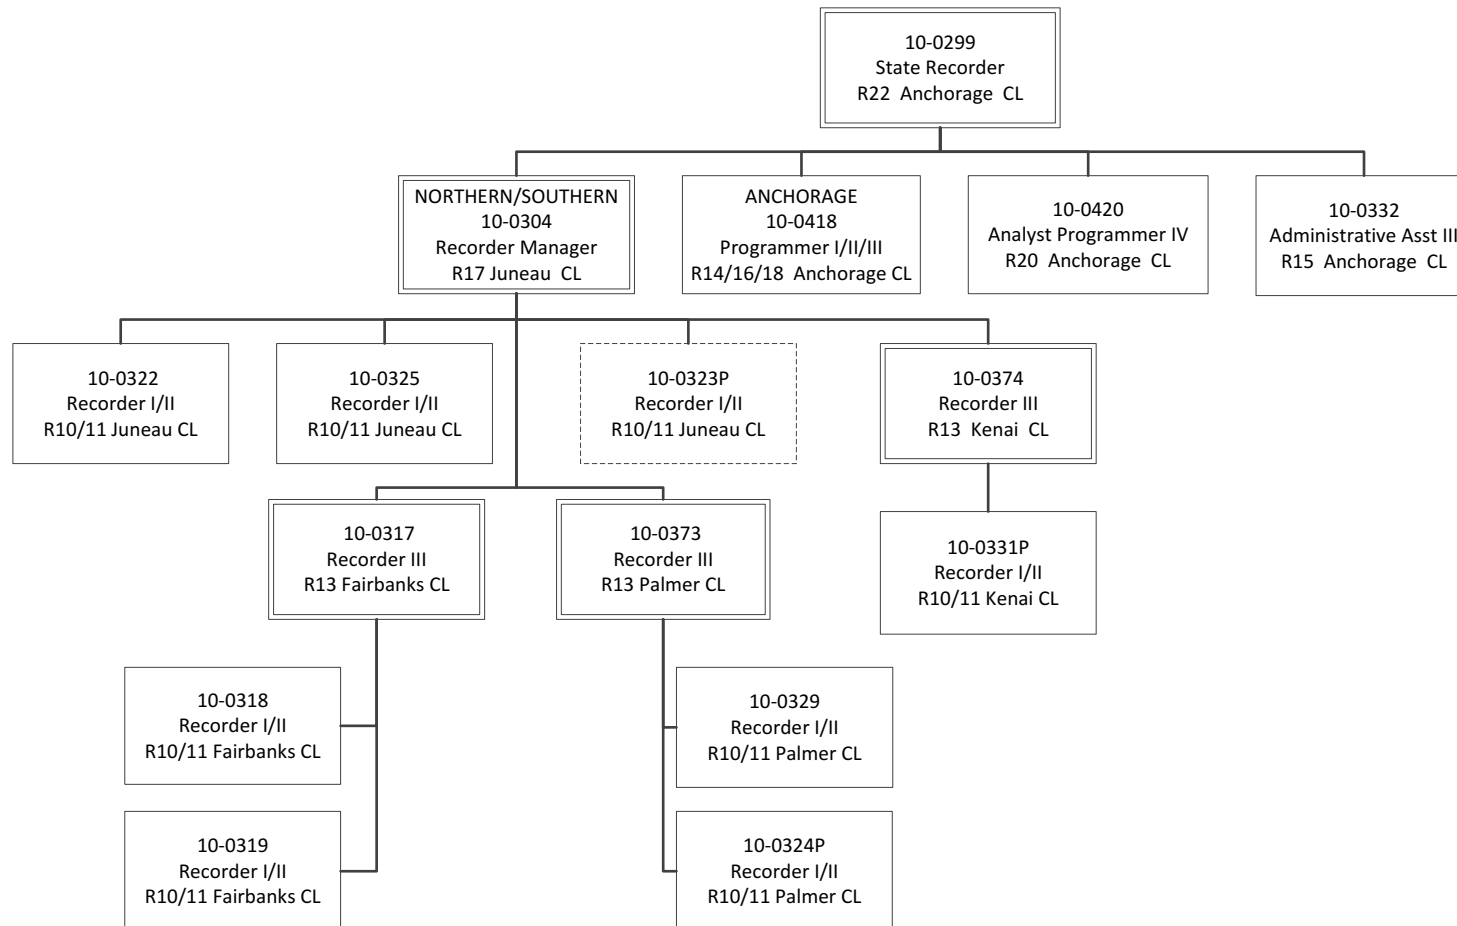 10-0299
State Recorder
R22 Anchorage CL
NORTHERN/SOUTHERN
10-0304
Recorder Manager
R17 Juneau CL
ANCHORAGE
10-0418
Programmer I/II/III
R14/16/18 Anchorage CL
10-0420
Analyst Programmer IV
R20 Anchorage CL
10-0332
Administrative Asst III
R15 Anchorage CL
10-0322
Recorder I/II
R10/11 Juneau CL
10-0325
Recorder I/II
R10/11 Juneau CL
10-0323P
Recorder I/II
R10/11 Juneau CL
10-0374
Recorder III
R13 Kenai CL
10-0317
Recorder III
R13 Fairbanks CL
10-0373
Recorder III
R13 Palmer CL
10-0331P
Recorder I/II
R10/11 Kenai CL
10-0318
Recorder I/II
R10/11 Fairbanks CL
10-0329
Recorder I/II
R10/11 Palmer CL
10-0319
Recorder I/II
R10/11 Fairbanks CL
10-0324P
Recorder I/II
R10/11 Palmer CL